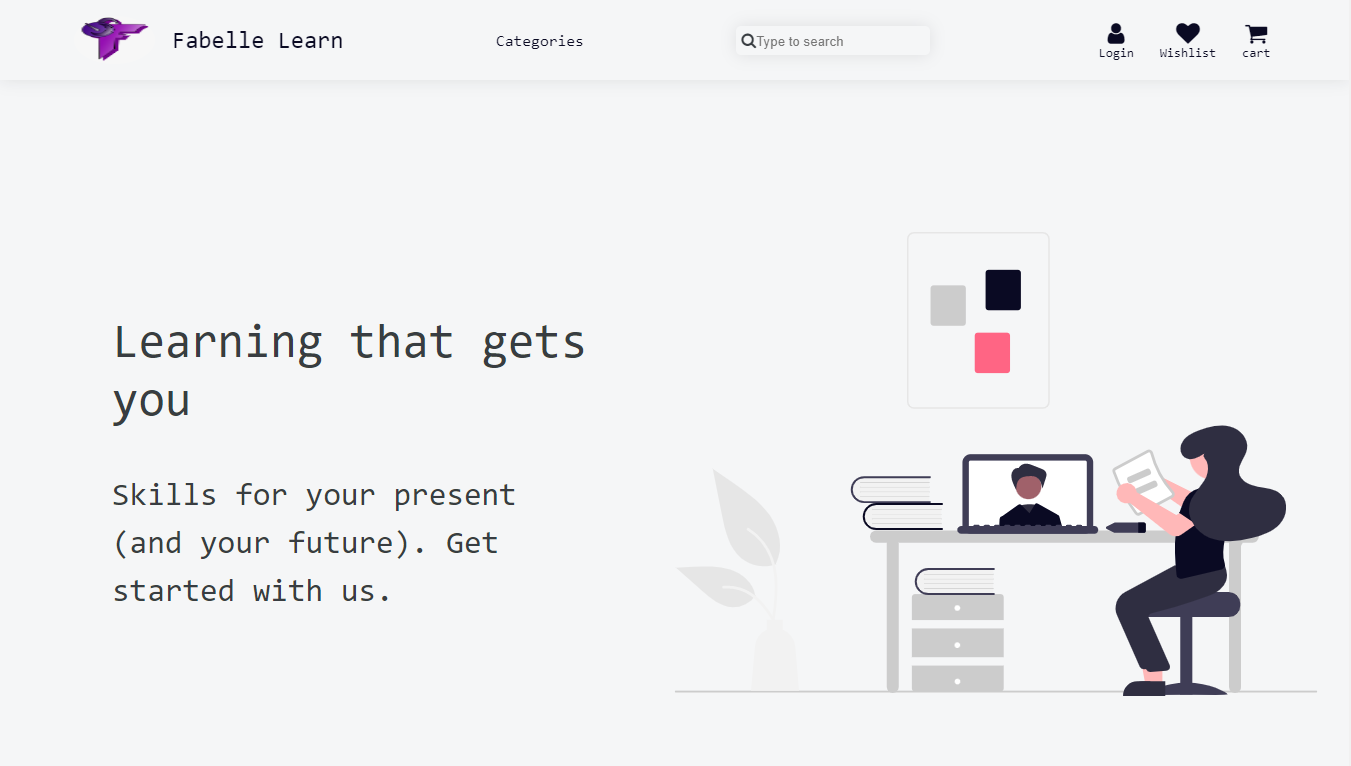 Fabelle Learn
Categories
Type to search
Login
Wishlist
cart
Learning that gets
you
Skills for your present
(and your future). Get
started with us.